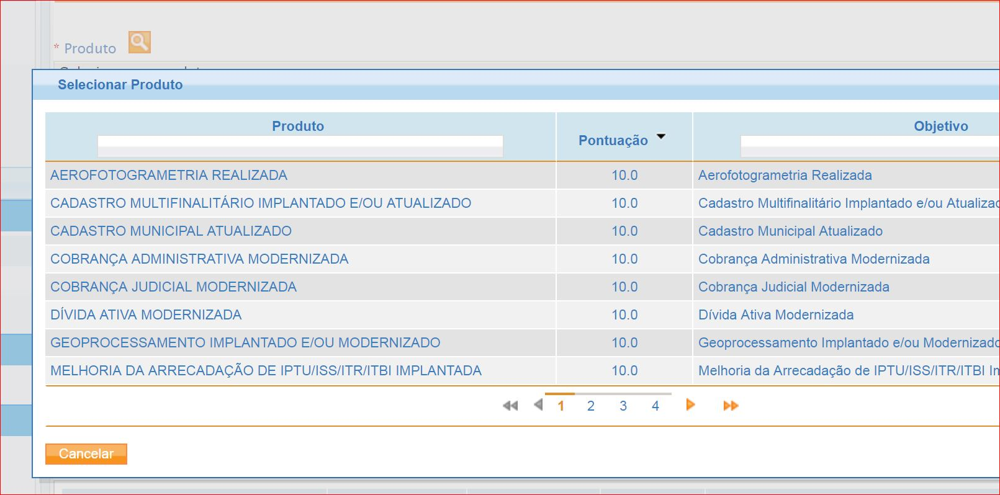 * Produto
Selecionar Produto
Produto Pontuação Objetivo
AEROFOTOGRAMETRIA REALIZADA 10.0 Aerofotogrametria Realizada
CADASTRO MULTIFINALITÁRIO IMPLANTADO E/OU ATUALIZADO 10.0 Cadastro Multifinalitário Implantado e/ou
CADASTRO MUNICIPAL ATUALIZADO 10.0 Cadastro Municipal Atualizado
COBRANÇA ADMINISTRATIVA MODERNIZADA 10.0 Cobrança Administrativa Modernizada
COBRANÇA JUDICIAL MODERNIZADA 10.0 Cobrança Judicial Modernizada
DÍVIDA ATIVA MODERNIZADA 10.0 Dívida Ativa Modernizada
GEOPROCESSAMENTO IMPLANTADO E/OU MODERNIZADO 10.0 Geoprocessamento Implantado e/ou Modernizado
MELHORIA DA ARRECADAÇÃO DE IPTU/ISS/ITR/ITBI IMPLANTADA 10.0 Melhoria da Arrecadação de IPTU/ISS/ITR/ITBI
1 2 3 4
Cancelar